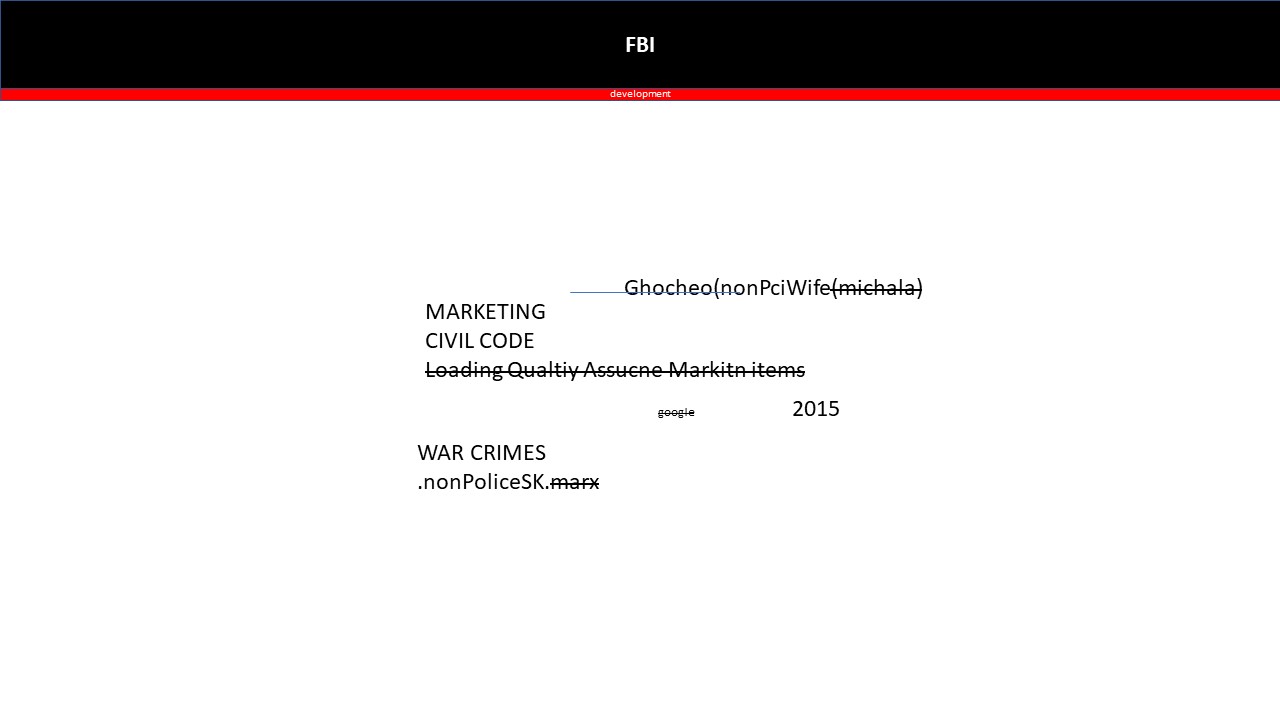 FBI
development
Ghocheo(nonPciWife(michala)
MARKETING
CIVIL CODE
Loading Qualtiy Assucne Markitn items
google 2015
WAR CRIMES
.nonPoliceSK.marx